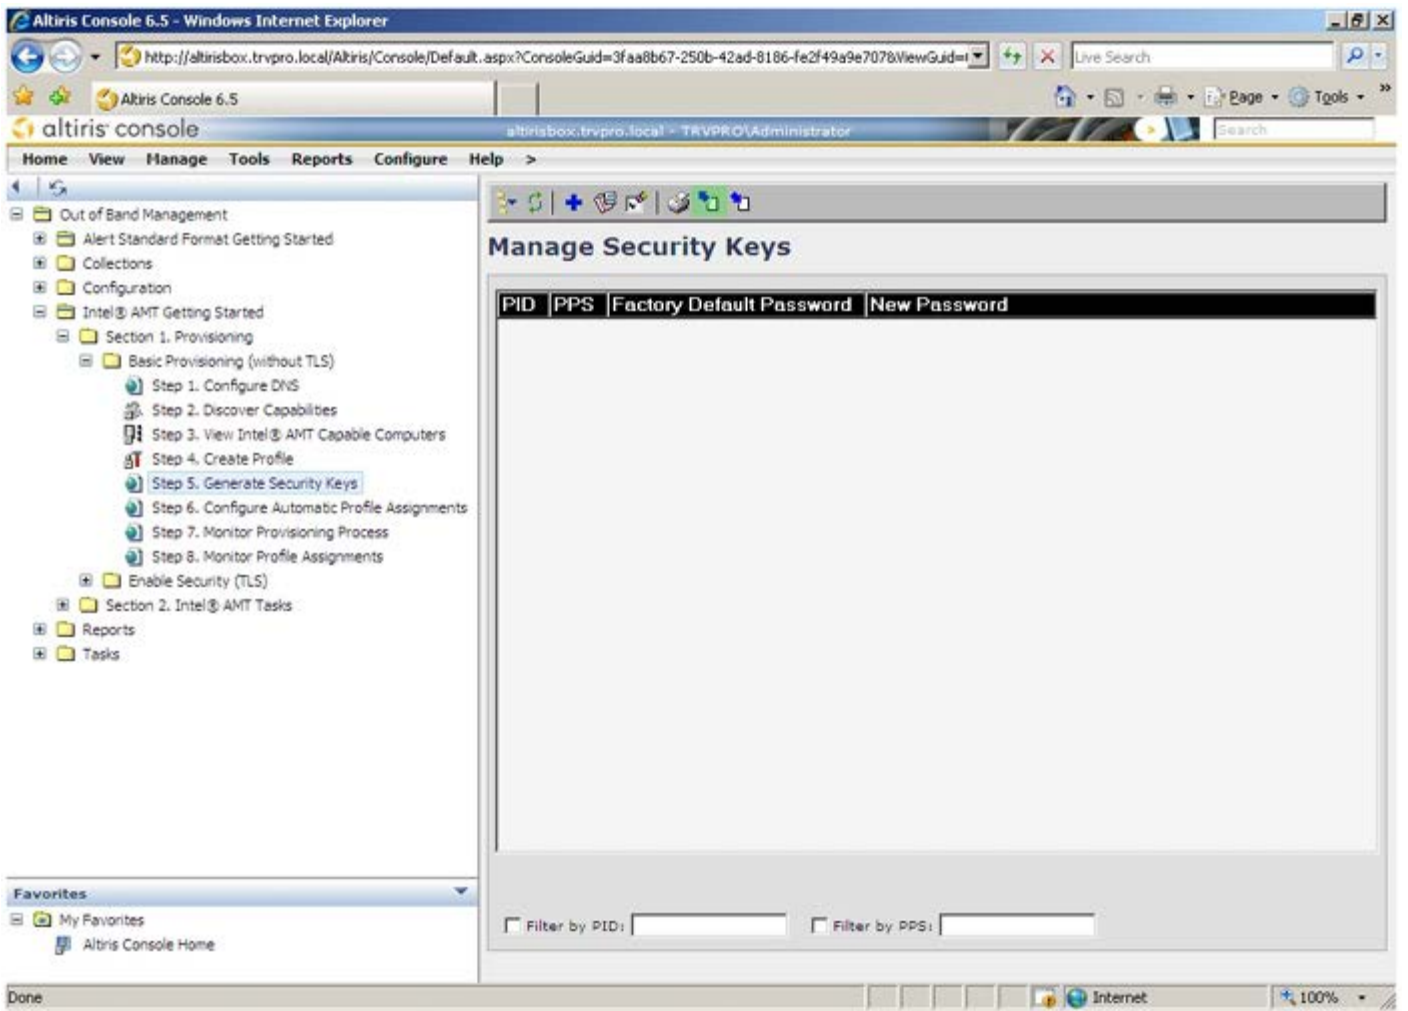 Altiris Console 6.5 - Windows Internet Explorer
http://altirisbox.trvpro.local/Altiris/Console/Default.aspx?ConsoleGuid=3faa8b67-250b-42ad-8186-fe2f49a9e707&ViewGuid=
Live Search
Altiris Console 6.5
Page
Tools
altiris console
altirisbox.trvpro.local - TRVPRO\Administrator
Search
Home View Manage Tools Reports Configure Help >
Out of Band Management
Alert Standard Format Getting Started
Collections
Configuration
Intel® AMT Getting Started
Section 1. Provisioning
Basic Provisioning (without TLS)
Step 1. Configure DNS
Step 2. Discover Capabilities
Step 3. View Intel® AMT Capable Computers
Step 4. Create Profile
Step 5. Generate Security Keys
Step 6. Configure Automatic Profile Assignments
Step 7. Monitor Provisioning Process
Step 8. Monitor Profile Assignments
Enable Security (TLS)
Section 2. Intel® AMT Tasks
Reports
Tasks
Manage Security Keys
PID PPS Factory Default Password New Password
Filter by PID: Filter by PPS:
Favorites
My Favorites
Altiris Console Home
Done
Internet
100%